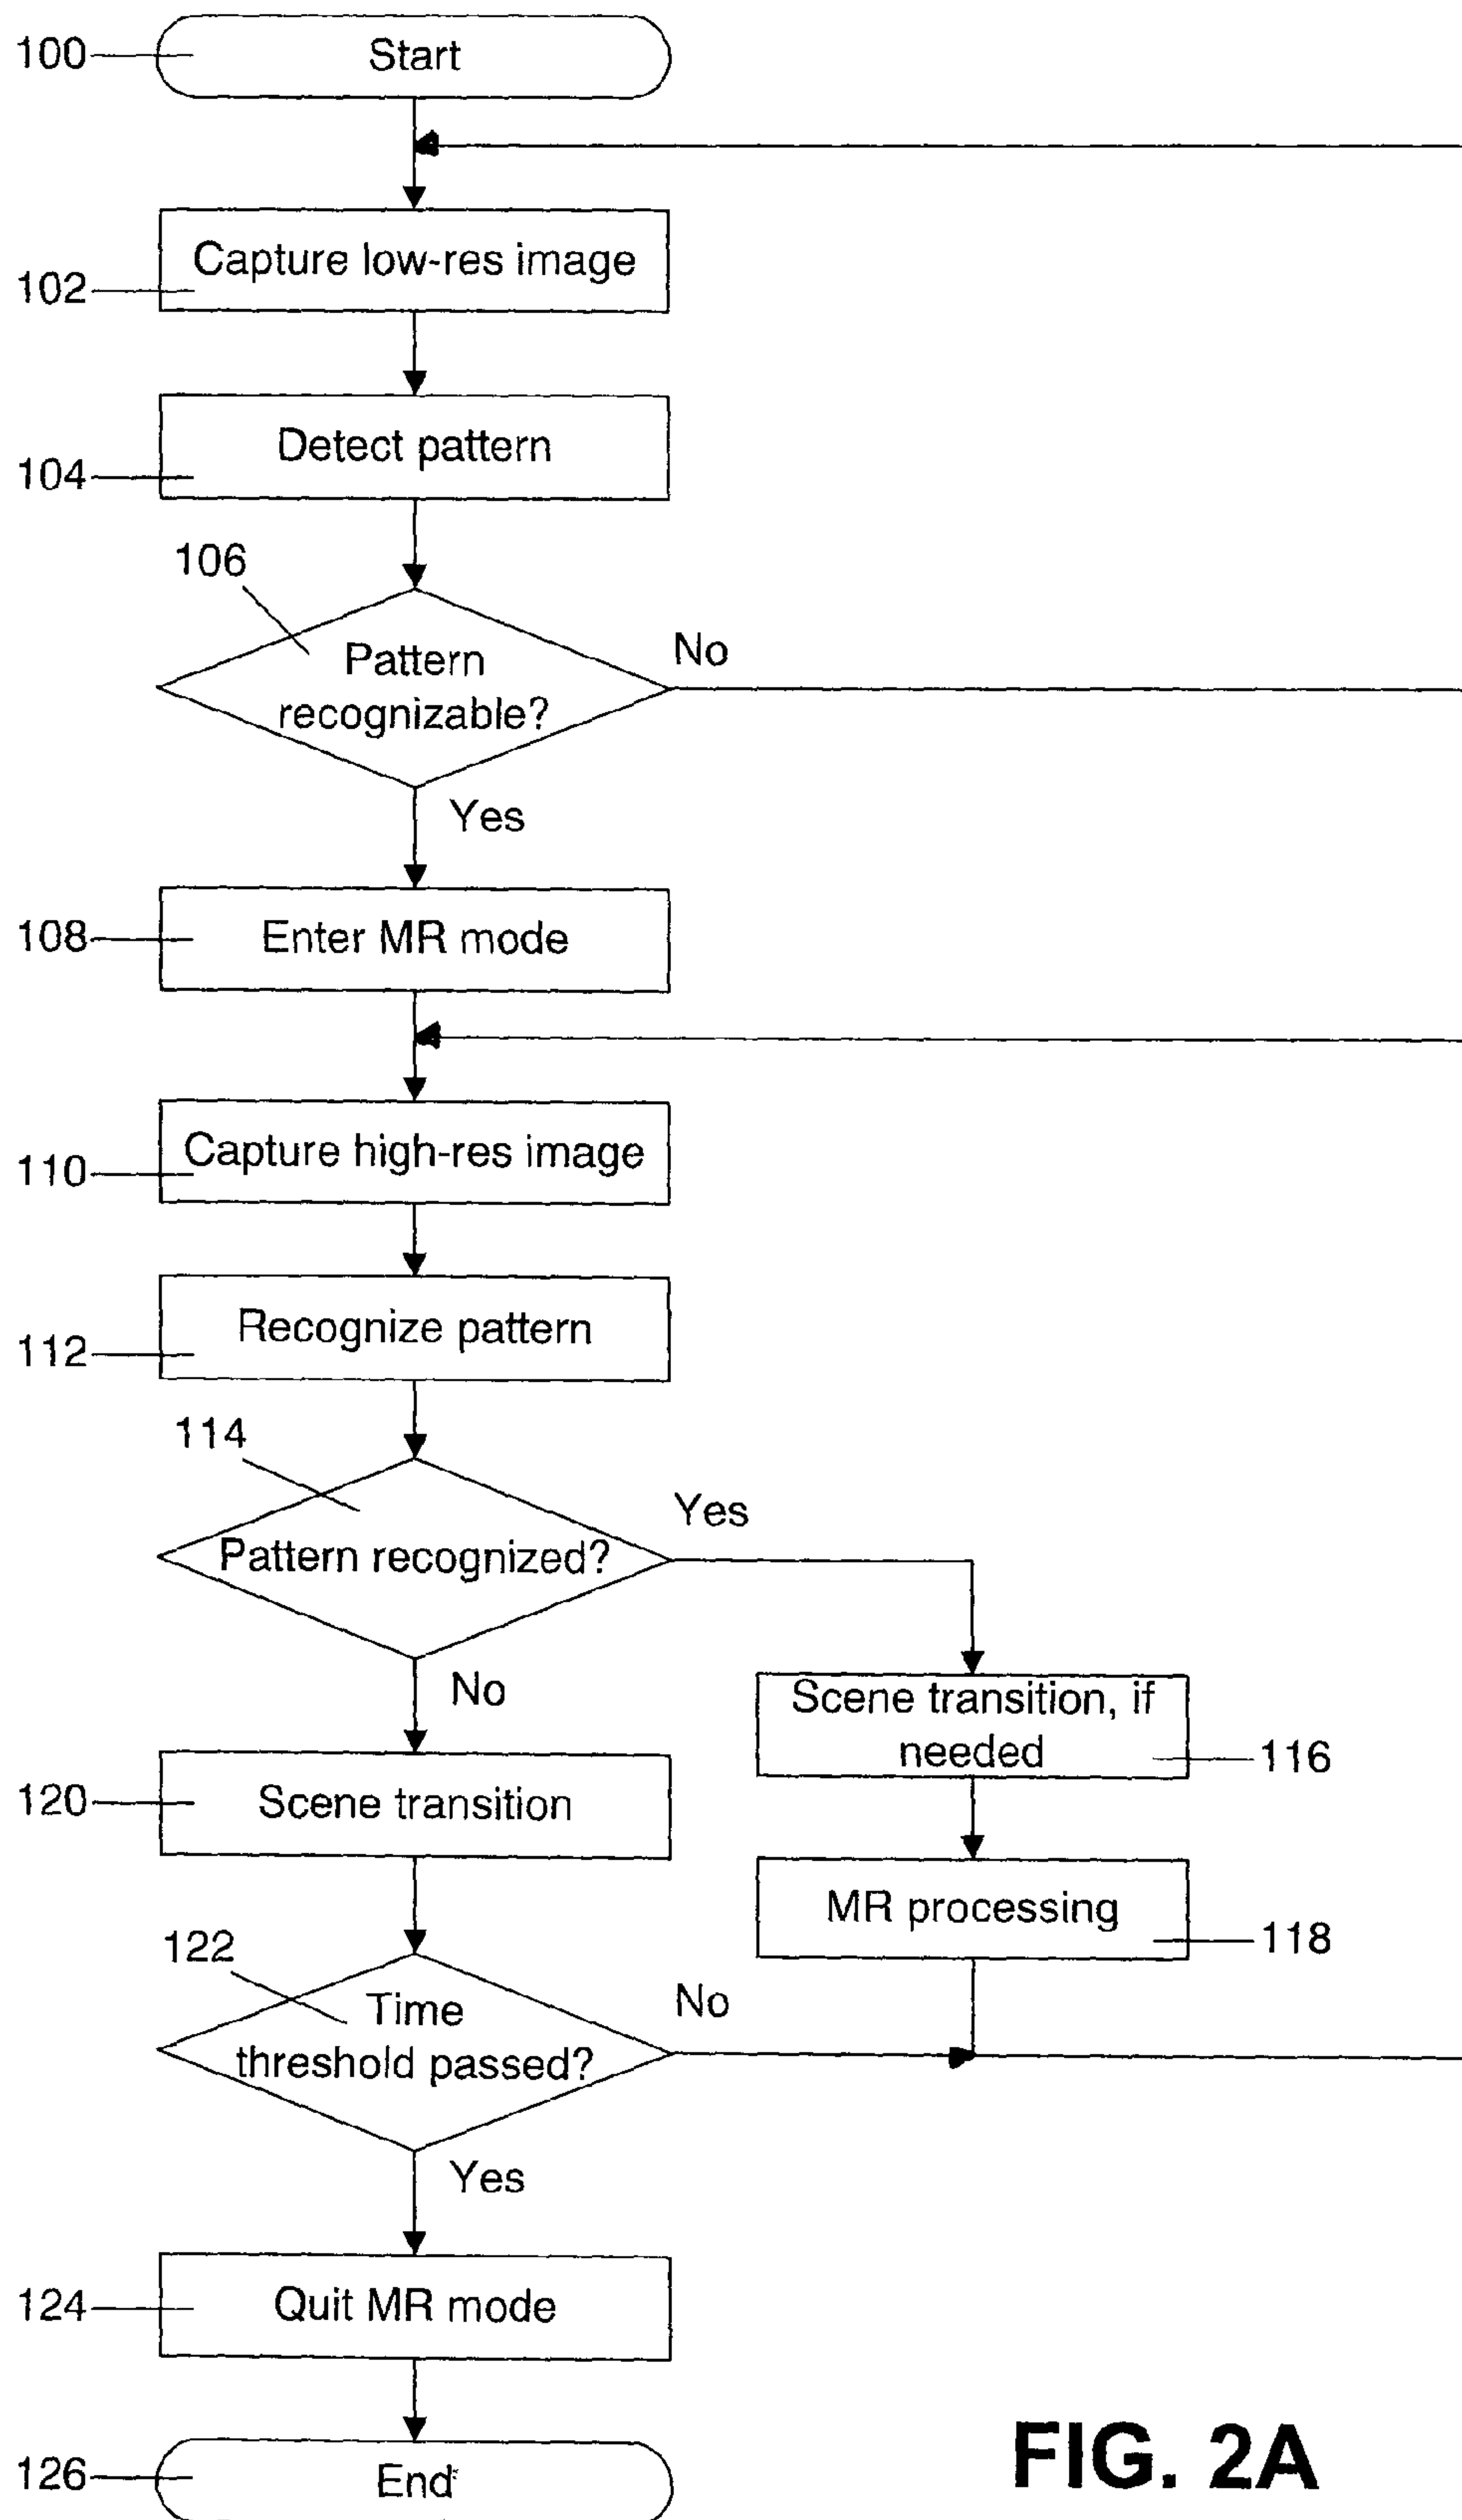 100
Start
102
Capture low-res image
104
Detect pattern
106
Pattern
recognizable?
No
Yes
108
Enter MR mode
110
Capture high-res image
112
Recognize pattern
114
Pattern recognized?
Yes
No
Scene transition, if
needed
116
120
Scene transition
MR processing
118
122
Time
threshold passed?
No
Yes
124
Quit MR mode
126
End
FIG. 2A